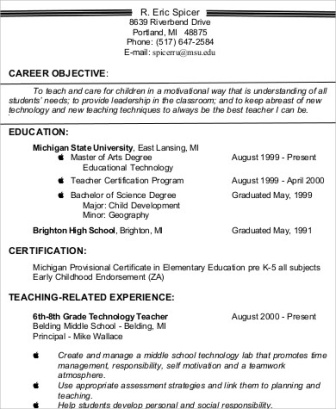 R. Eric Spicer
8639 Riverbend Drive
Portland, MI 48875
Phone: (517) 647-2584
E-mail: spicerru@msu.edu
CAREER OBJECTIVE:
To teach and care for children in a motivational way that is understanding of all
students' needs; to provide leadership in the classroom; and to keep abreast of new
technology and new teaching techniques to always be the best teacher I can be.
EDUCATION:
Michigan State University, East Lansing, MI
Master of Arts Degree August 1999 - Present
Educational Technology
Teacher Certification Program August 1999 - April 2000
Bachelor of Science Degree Graduated May, 1999
Major: Child Development
Minor: Geography
Brighton High School, Brighton, MI Graduated May, 1991
CERTIFICATION:
Michigan Provisional Certificate in Elementary Education pre K-5 all subjects
Early Childhood Endorsement (ZA)
TEACHING-RELATED EXPERIENCE:
6th-8th Grade Technology Teacher August 2000 - Present
Belding Middle School - Belding, MI
Principal - Mike Wallace
Create and manage a middle school technology lab that promotes time
management, responsibility, self motivation and a teamwork
atmosphere.
Use appropriate assessment strategies and link them to planning and
teaching.
Help students develop personal and social responsibility.